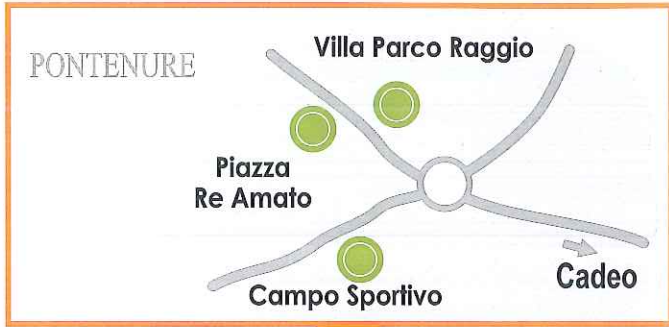 PONTENURE
Villa Parco Raggio
Piazza
Re Amato
Campo Sportivo
Cadeo